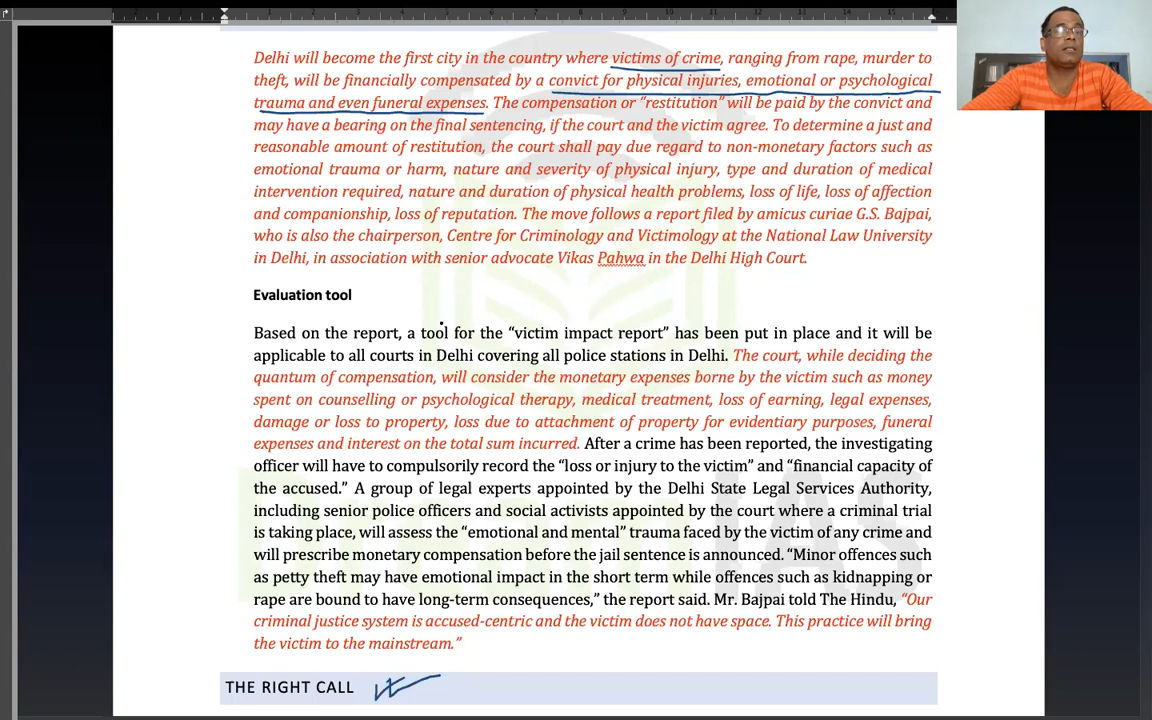 Delhi will become the first city in the country where victims of crime, ranging from rape, murder to
theft, will be financially compensated by a convict for physical injuries, emotional or psychological
trauma and even funeral expenses. The compensation or “restitution” will be paid by the convict and
may have a bearing on the final sentencing, if the court and the victim agree. To determine a just and
reasonable amount of restitution, the court shall pay due regard to non-monetary factors such as
emotional trauma or harm, nature and severity of physical injury, type and duration of medical
intervention required, nature and duration of physical health problems, loss of life, loss of affection
and companionship, loss of reputation. The move follows a report filed by amicus curiae G.S. Bajpai,
who is also the chairperson, Centre for Criminology and Victimology at the National Law University
in Delhi, in association with senior advocate Vikas Pahwa in the Delhi High Court.
Evaluation tool
Based on the report, a tool for the “victim impact report” has been put in place and it will be
applicable to all courts in Delhi covering all police stations in Delhi. The court, while deciding the
quantum of compensation, will consider the monetary expenses borne by the victim such as money
spent on counselling or psychological therapy, medical treatment, loss of earning, legal expenses,
damage or loss to property, loss due to attachment of property for evidentiary purposes, funeral
expenses and interest on the total sum incurred. After a crime has been reported, the investigating
officer will have to compulsorily record the “loss or injury to the victim” and “financial capacity of
the accused.” A group of legal experts appointed by the Delhi State Legal Services Authority,
including senior police officers and social activists appointed by the court where a criminal trial
is taking place, will assess the “emotional and mental” trauma faced by the victim of any crime and
will prescribe monetary compensation before the jail sentence is announced. “Minor offences such
as petty theft may have emotional impact in the short term while offences such as kidnapping or
rape are bound to have long-term consequences,” the report said. Mr. Bajpai told The Hindu, “Our
criminal justice system is accused-centric and the victim does not have space. This practice will bring
the victim to the mainstream.”
THE RIGHT CALL